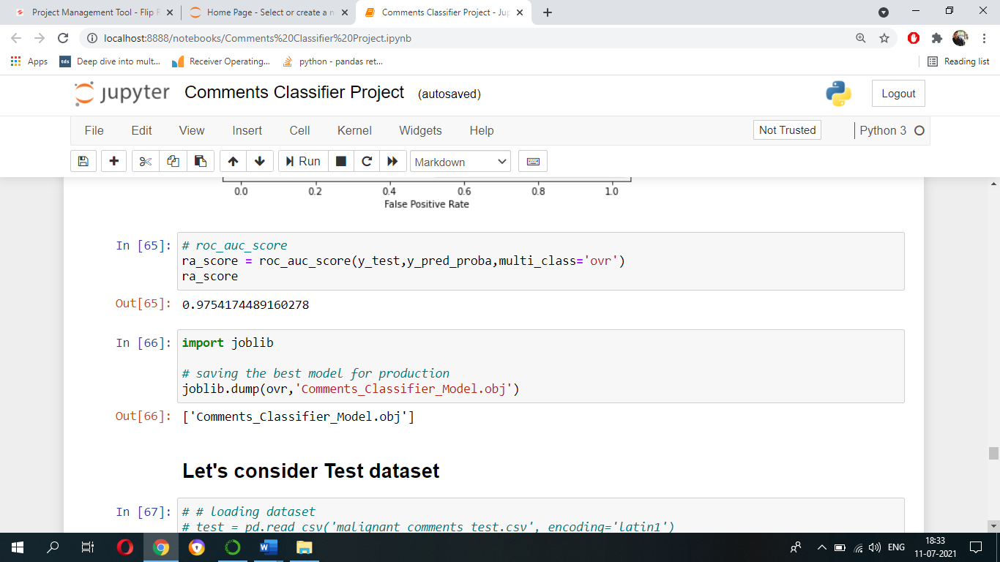 Project Management Tool - Flip R
Home Page - Select or create a n
Comments Classifier Project - Jup
localhost:8888/notebooks/Comments%20Classifier%20Project.ipynb
Apps
tds
Deep dive into mult...
Receiver Operating...
python - pandas ret...
Reading list
jupyter
Comments Classifier Project
(autosaved)
Logout
File
Edit
View
Insert
Cell
Kernel
Widgets
Help
Not Trusted
Python 3
Run
Markdown
0.0
0.2
0.4
0.6
0.8
1.0
False Positive Rate
In [65]:
# roc_auc_score
ra_score = roc_auc_score(y_test,y_pred_proba,multi_class='ovr')
ra_score
Out[65]:
0.9754174489160278
In [66]:
import joblib
# saving the best model for production
joblib.dump(ovr,'Comments_Classifier_Model.obj')
Out[66]:
['Comments_Classifier_Model.obj']
Let's consider Test dataset
In [67]:
# # loading dataset
# test = pd.read_csv('malignant_comments_test.csv', encoding='latin1')
W
ENG
18:33
11-07-2021